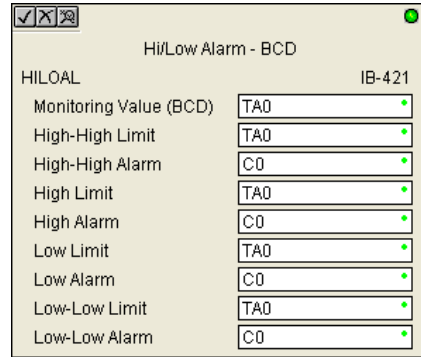 Hi/Low Alarm - BCD
HILOAL IB-421
Monitoring Value (BCD) TA0
High-High Limit TA0
High-High Alarm C0
High Limit TA0
High Alarm C0
Low Limit TA0
Low Alarm C0
Low-Low Limit TA0
Low-Low Alarm C0